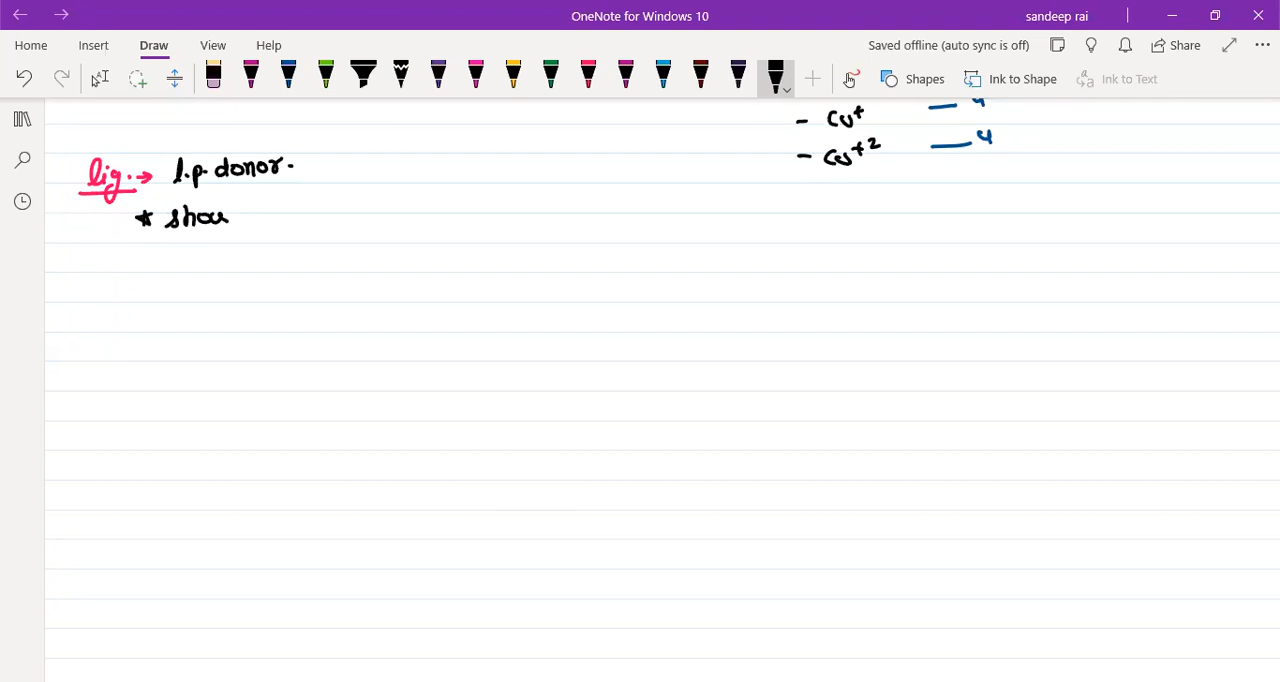 OneNote for Windows 10
sandeep rai
Home Insert Draw View Help
Saved offline (auto sync is off)
Share
Shapes
Ink to Shape
Ink to Text
- Cu+ 4
- Cu+2 4
lig. → l.p. donor.
* shou